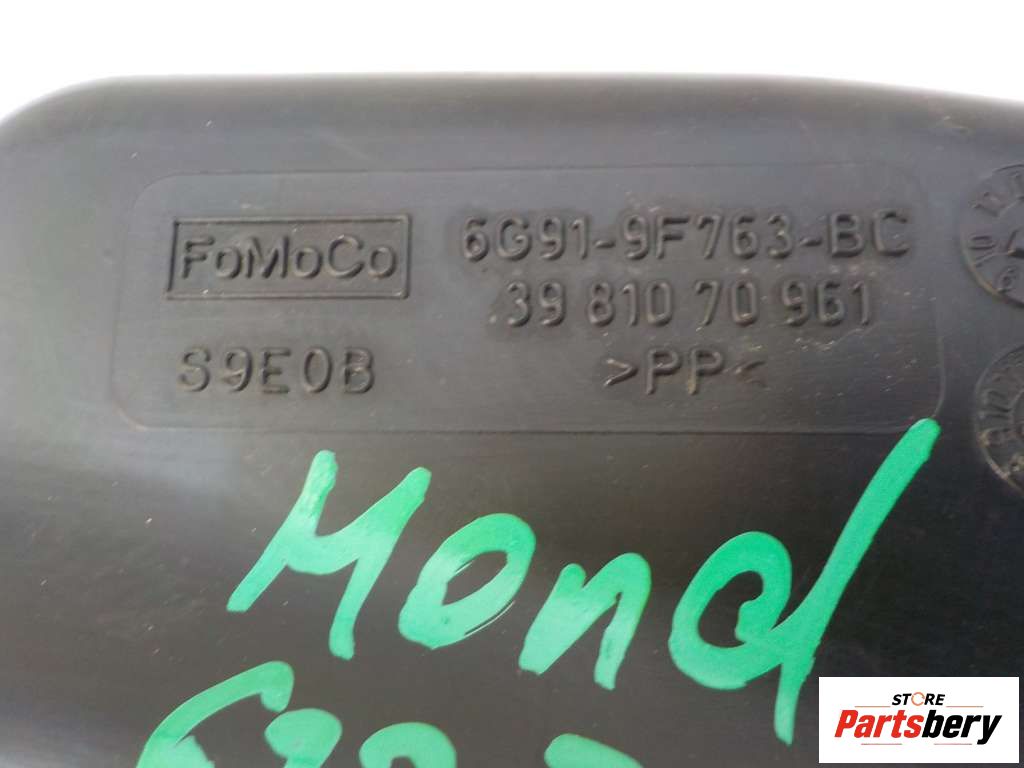 FoMoCo
6G91-9F763-BC
39 810 70 961
S9E0B
>PP<
Mond
STORE
Partsbery